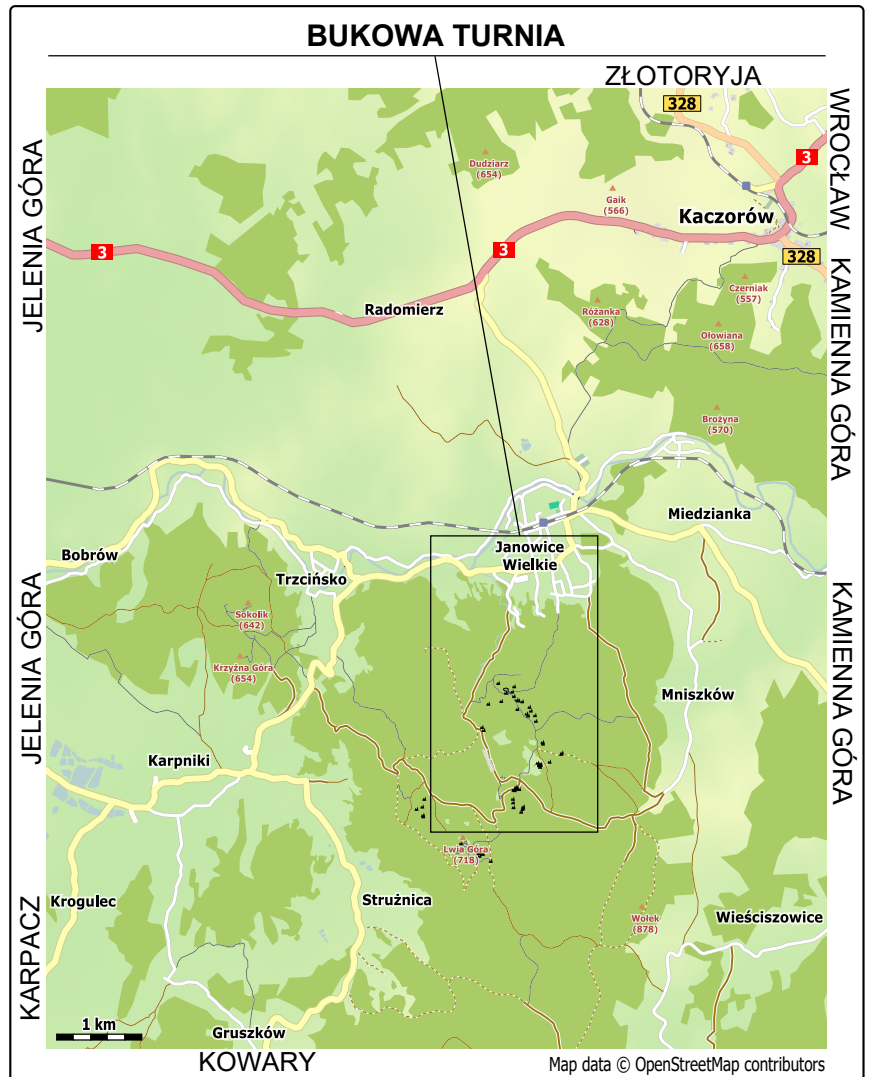 BUKOWA TURNIA
ZŁOTORYJA
328
WROCŁAW
3
Dudziarz
(654)
Gaik
(566)
Kaczorów
JELENIA GÓRA
3
3
328
KAMIENNA GÓRA
Czerniak
(557)
Radomierz
Różanka
(628)
Ołowiana
(658)
Brożyna
(570)
Miedzianka
Bobrów
Janowice
Wielkie
Trzcińsko
JELENIA GÓRA
KAMIENNA GÓRA
Sokolik
(642)
Krzyżna Góra
(654)
Mniszków
Karpniki
Lwia Góra
(718)
KARPACZ
Krogulec
Strużnica
Wołek
(878)
Wieściszowice
1 km
Gruszków
KOWARY
Map data © OpenStreetMap contributors